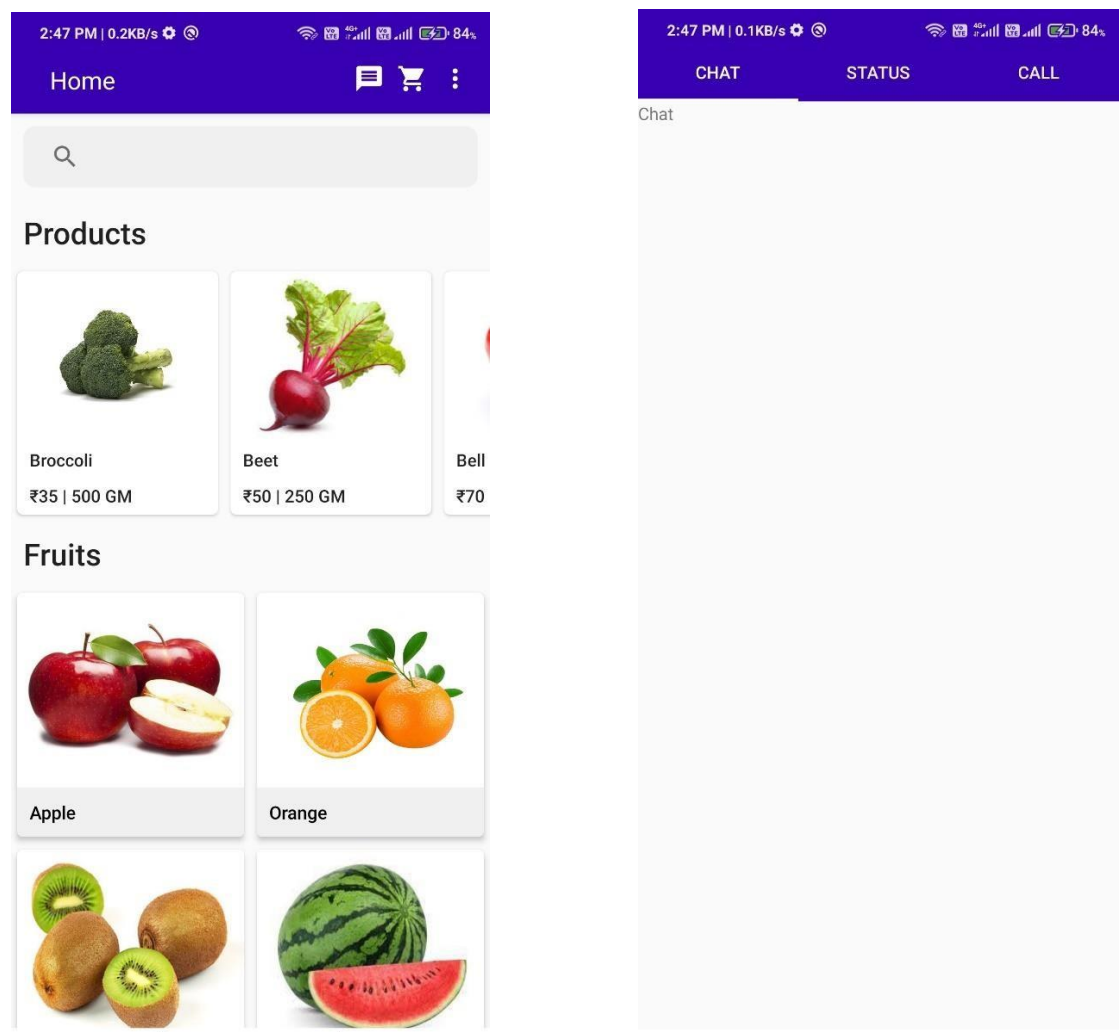 2:47 PM | 0.2KB/s
84%
Home
Products
Broccoli
₹35 | 500 GM
Beet
₹50 | 250 GM
Bell
₹70
Fruits
Apple
Orange
2:47 PM | 0.1KB/s
84%
CHAT
STATUS
CALL
Chat